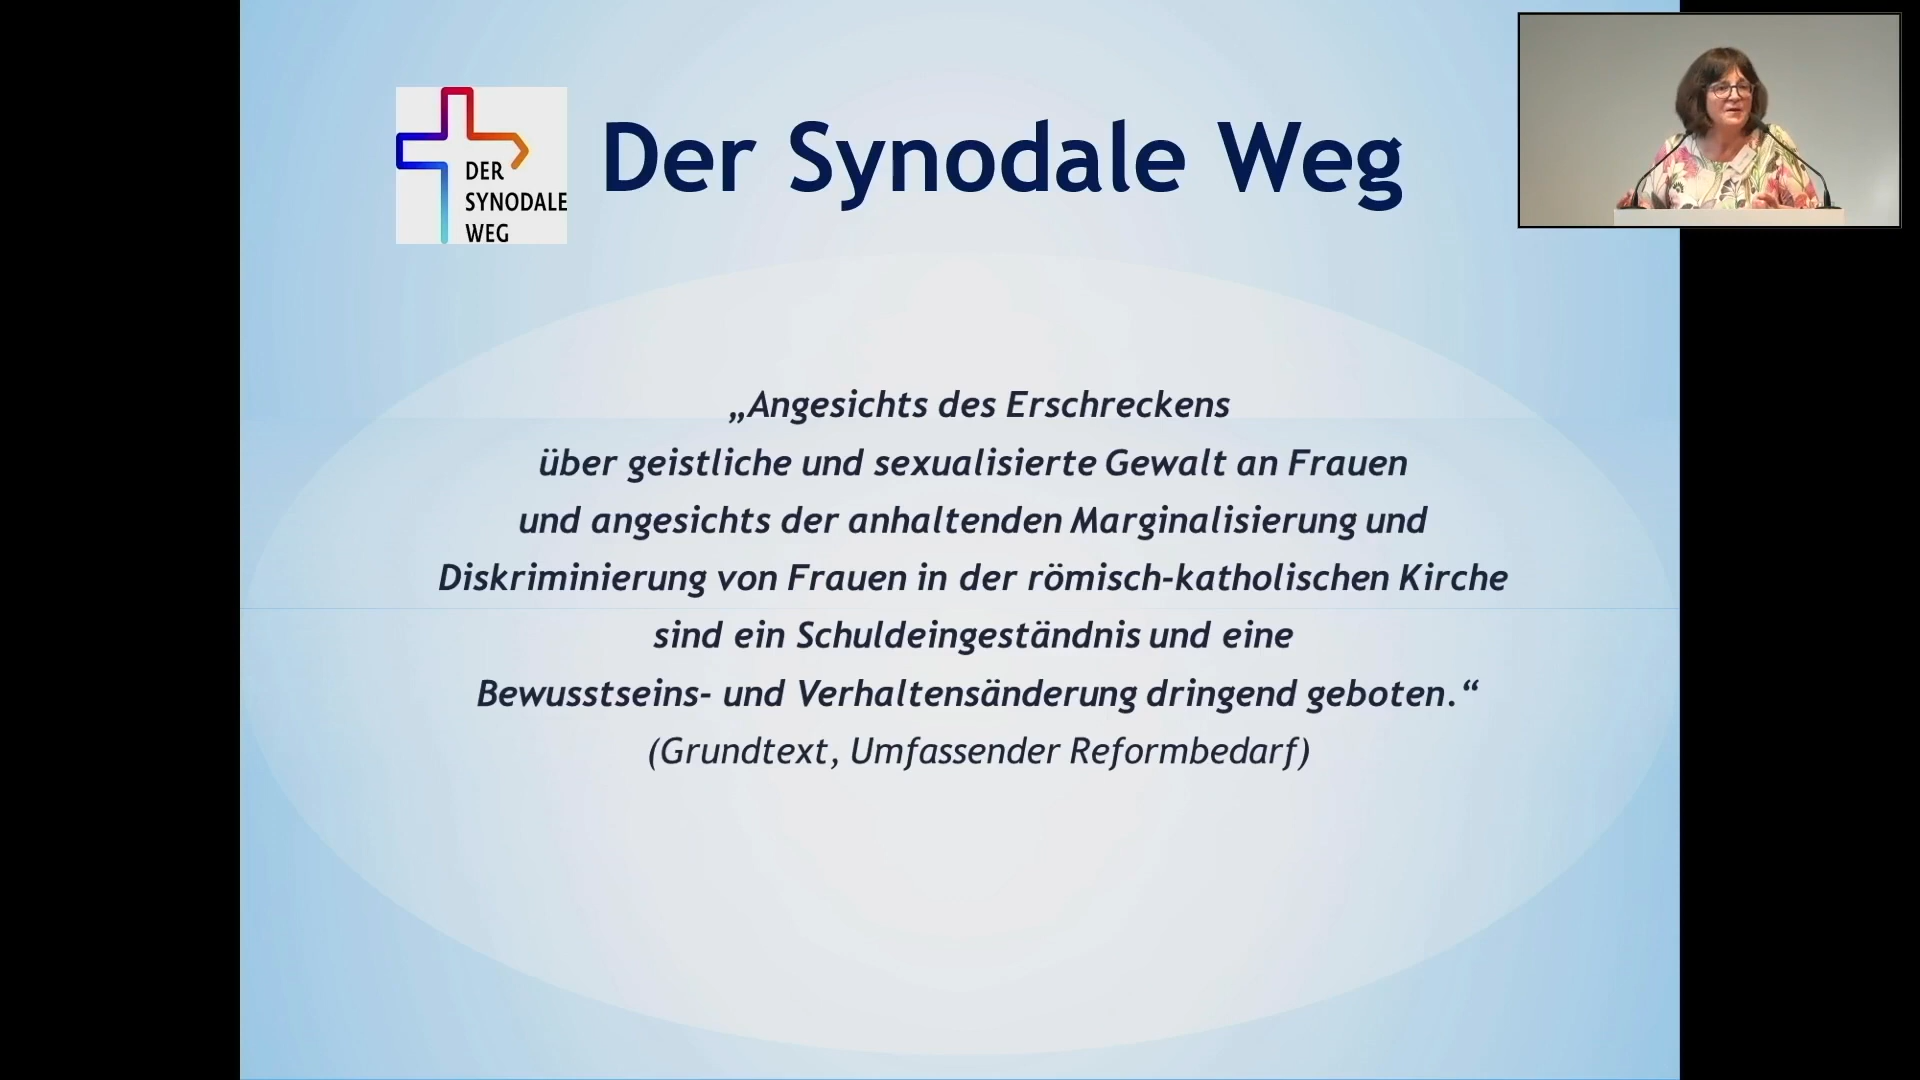 DER
SYNODALE
WEG
Der Synodale Weg
„Angesichts des Erschreckens
über geistliche und sexualisierte Gewalt an Frauen
und angesichts der anhaltenden Marginalisierung und
Diskriminierung von Frauen in der römisch-katholischen Kirche
sind ein Schuldeingeständnis und eine
Bewusstseins- und Verhaltensänderung dringend geboten.“
(Grundtext, Umfassender Reformbedarf)